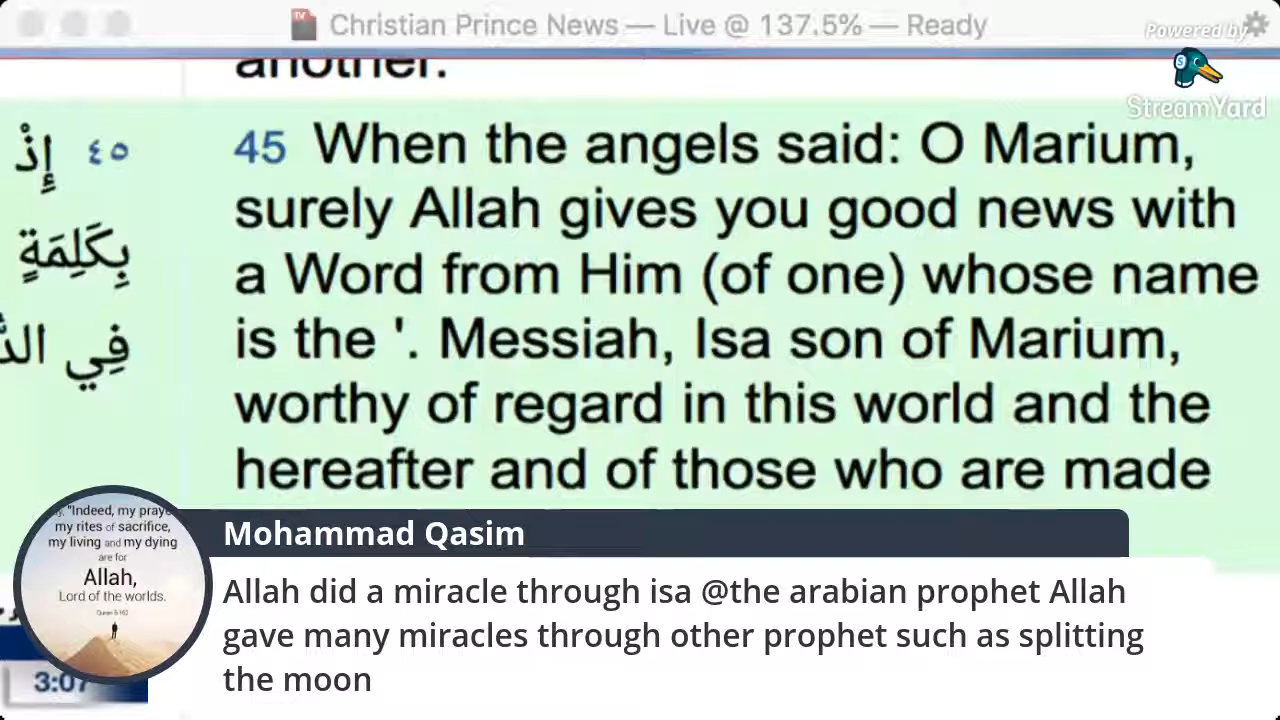 Christian Prince News — Live @ 137.5% — Ready
Powered by
StreamYard
another.
٤٥ إِذْ
بِكَلِمَةٍ
45 When the angels said: O Marium,
surely Allah gives you good news with
a Word from Him (of one) whose name
is the '. Messiah, Isa son of Marium,
worthy of regard in this world and the
hereafter and of those who are made
"Indeed, my praye
my rites of sacrifice,
my living and my dying
are for
Allah,
Lord of the worlds.
Quran 6:162
Mohammad Qasim
Allah did a miracle through isa @the arabian prophet Allah
gave many miracles through other prophet such as splitting
the moon
3:07